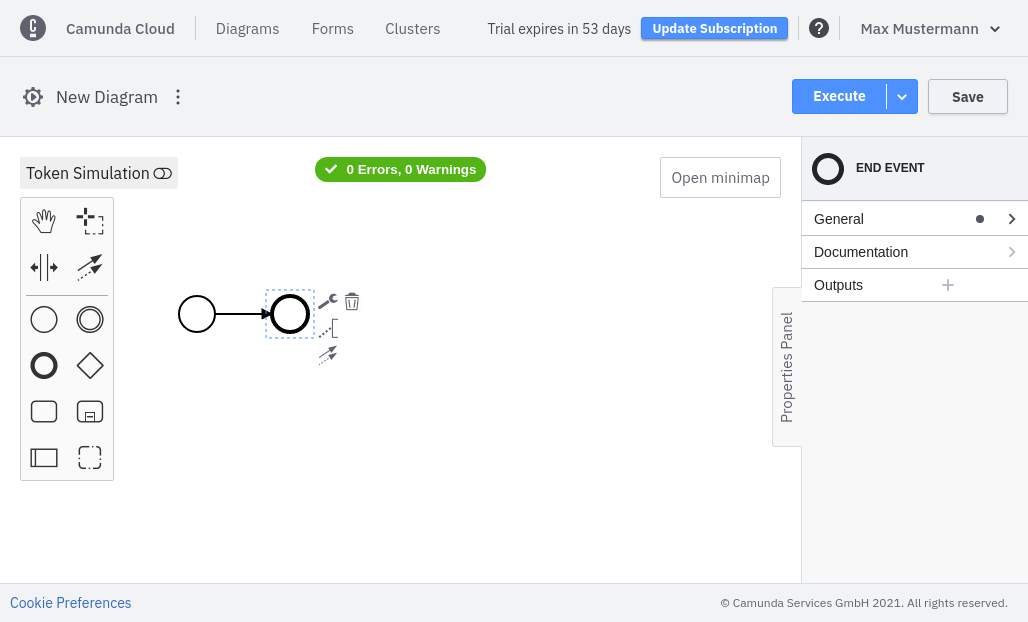 Camunda Cloud Diagrams Forms Clusters Trial expires in 53 days Update Subscription ? Max Mustermann
New Diagram Execute Save
Token Simulation 0 Errors, 0 Warnings Open minimap
END EVENT
General
Documentation
Outputs
Properties Panel
Cookie Preferences © Camunda Services GmbH 2021. All rights reserved.